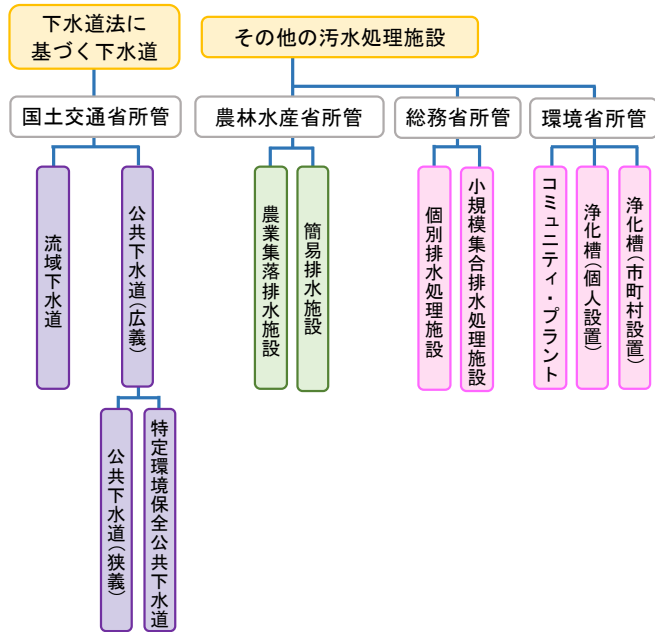 下水道法に
基づく下水道
その他の汚水処理施設
国土交通省所管
農林水産省所管
総務省所管
環境省所管
流域下水道
公共下水道(広義)
農業集落排水施設
簡易排水施設
個別排水処理施設
小規模集合排水処理施設
コミュニティ・プラント
浄化槽(個人設置)
浄化槽(市町村設置)
公共下水道(狭義)
特定環境保全公共下水道